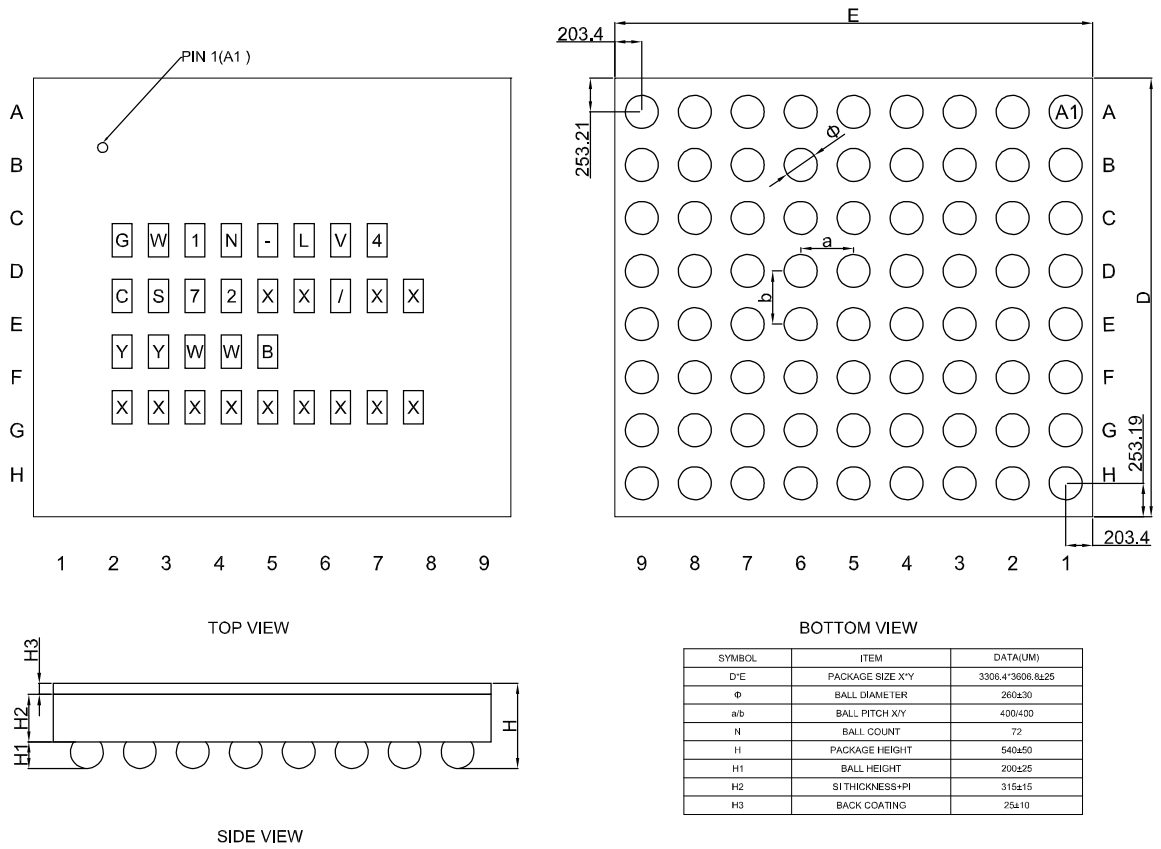 PIN 1(A1 )
A
B
C
D
E
F
G
H
G W 1 N - L V 4
C S 7 2 X X / X X
Y Y W W B
X X X X X X X X X
1 2 3 4 5 6 7 8 9
TOP VIEW
E
203.4
253.21
A1
Φ
a
b
A
B
C
D
E
F
G
H
D
253.19
203.4
9 8 7 6 5 4 3 2 1
BOTTOM VIEW
H3
H2
H1
H
SIDE VIEW
SYMBOL ITEM DATA(UM)
D*E PACKAGE SIZE X*Y 3306.4*3606.8±25
Φ BALL DIAMETER 260±30
a/b BALL PITCH X/Y 400/400
N BALL COUNT 72
H PACKAGE HEIGHT 540±50
H1 BALL HEIGHT 200±25
H2 SI THICKNESS+PI 315±15
H3 BACK COATING 25±10